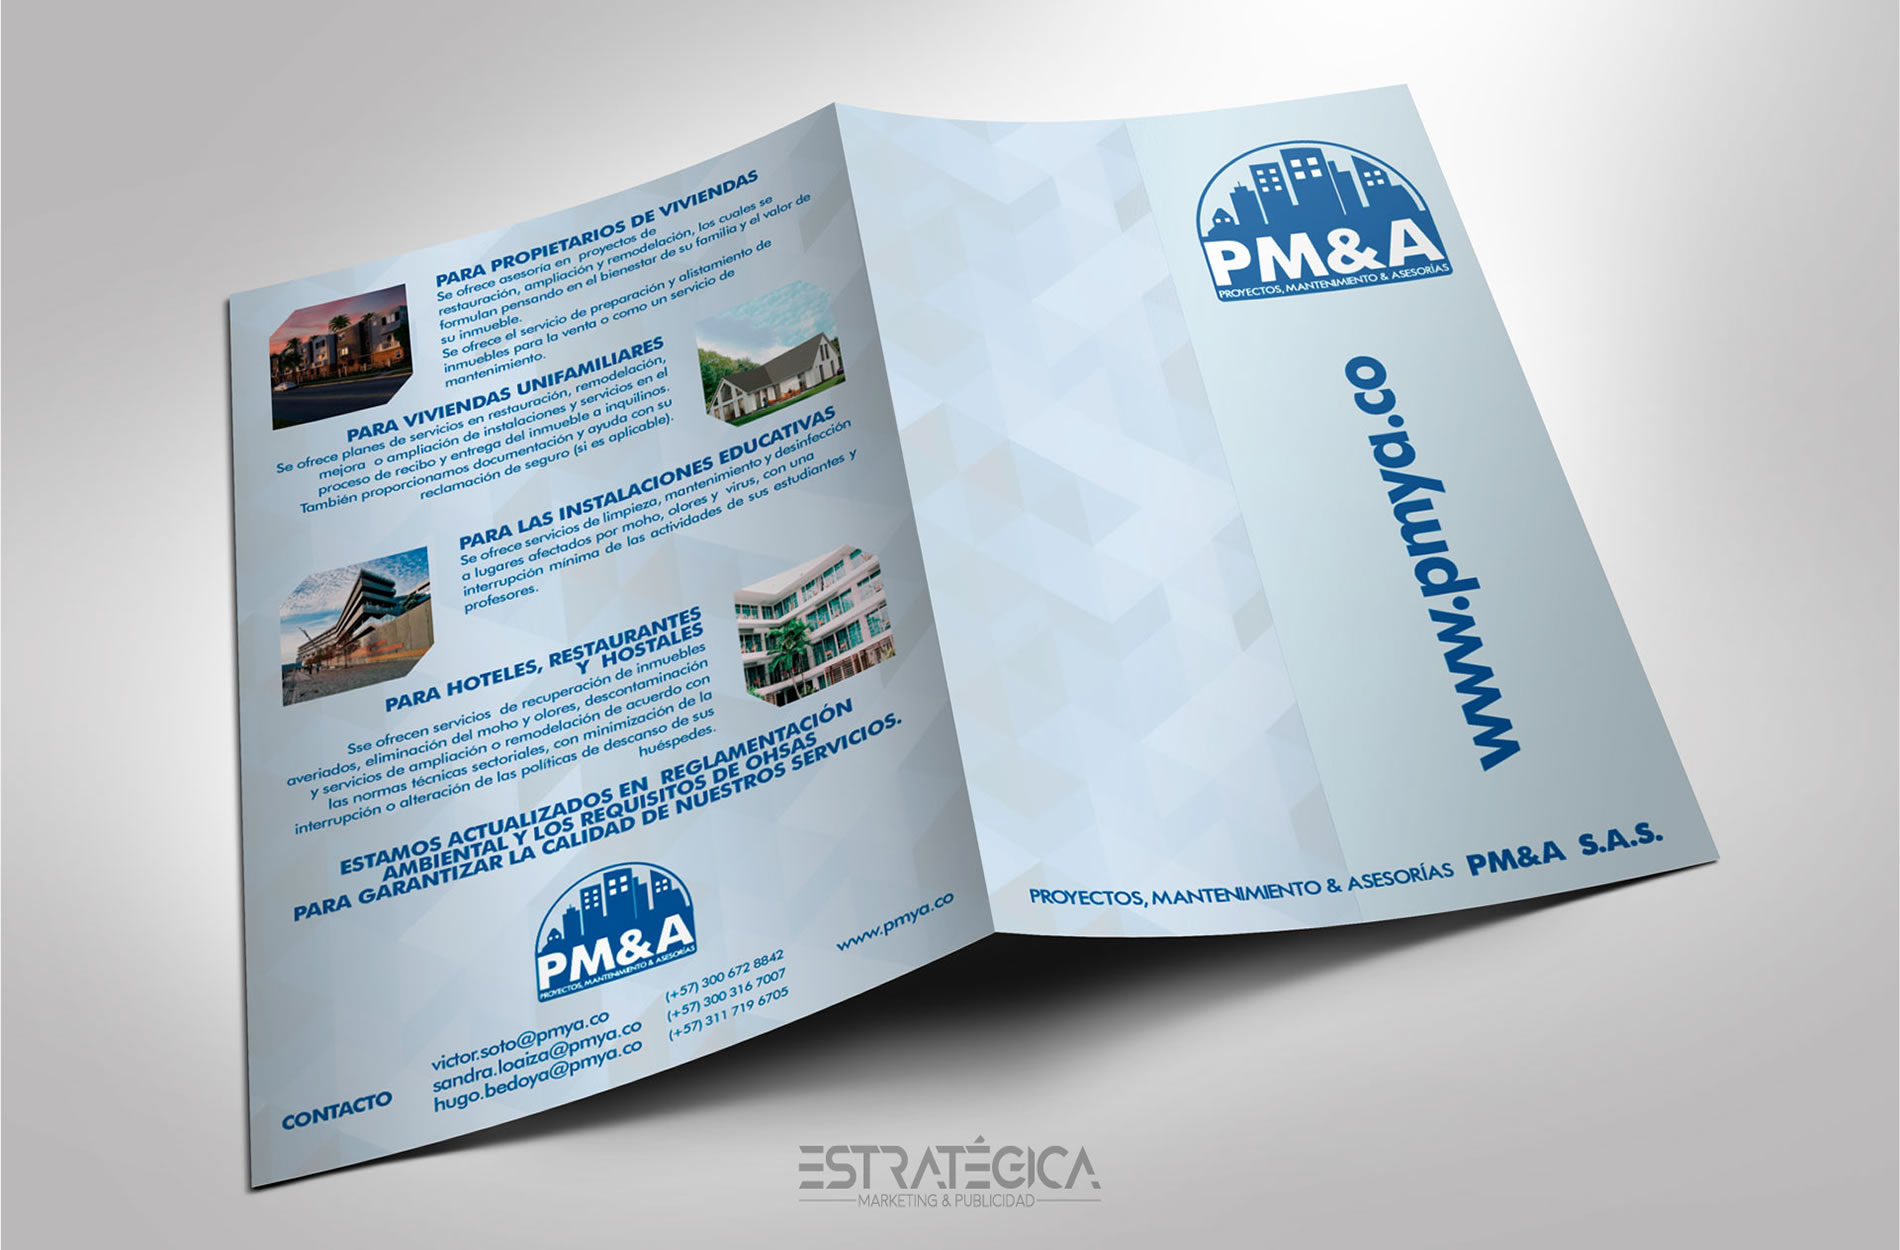 PARA PROPIETARIOS DE VIVIENDAS
Se ofrece asesoría en proyectos de
restauración, ampliación y remodelación, los cuales se
formulan pensando en el bienestar de su familia y el valor de
su inmueble.
Se ofrece el servicio de preparación y alistamiento de
inmuebles para la venta o como un servicio de
mantenimiento.
PARA VIVIENDAS UNIFAMILIARES
Se ofrece planes de servicios en restauración, remodelación,
mejora o ampliación de instalaciones y servicios en el
proceso de recibo y entrega del inmueble a inquilinos.
También proporcionamos documentación y ayuda con su
reclamación de seguro (si es aplicable).
PARA LAS INSTALACIONES EDUCATIVAS
Se ofrece servicios de limpieza, mantenimiento y desinfección
a lugares afectados por moho, olores y virus, con una
interrupción mínima de las actividades de sus estudiantes y
profesores.
PARA HOTELES, RESTAURANTES
Y HOSTALES
Sse ofrecen servicios de recuperación de inmuebles
averiados, eliminación del moho y olores, descontaminación
y servicios de ampliación o remodelación de acuerdo con
las normas técnicas sectoriales, con minimización de la
interrupción o alteración de las políticas de descanso de sus
huéspedes.
ESTAMOS ACTUALIZADOS EN REGLAMENTACIÓN
AMBIENTAL Y LOS REQUISITOS DE OHSAS
PARA GARANTIZAR LA CALIDAD DE NUESTROS SERVICIOS.
PM&A
PROYECTOS, MANTENIMIENTO & ASESORÍAS
CONTACTO
victor.soto@pmya.co
sandra.loaiza@pmya.co
hugo.bedoya@pmya.co
(+57) 300 672 8842
(+57) 300 316 7007
(+57) 311 719 6705
www.pmya.co
PM&A
PROYECTOS, MANTENIMIENTO & ASESORÍAS
www.pmya.co
PROYECTOS, MANTENIMIENTO & ASESORÍAS PM&A S.A.S.
ESTRATÉGICA
MARKETING & PUBLICIDAD